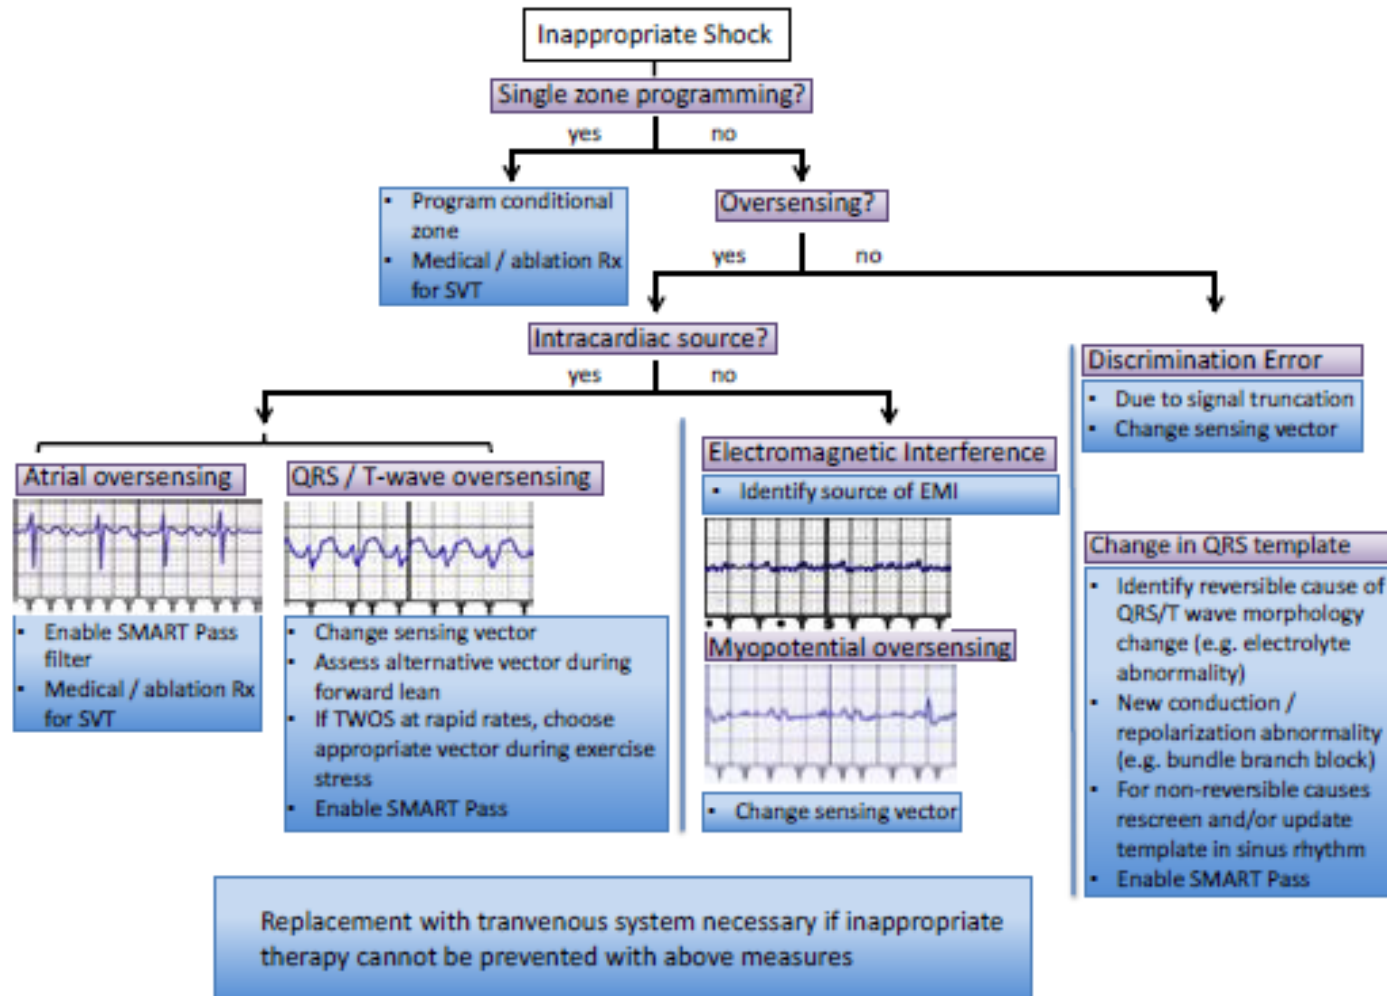 Inappropriate Shock
Single zone programming?
yes
no
▪ Program conditional
zone
▪ Medical / ablation Rx
for SVT
Oversensing?
yes
no
Intracardiac source?
yes
no
Atrial oversensing
▪ Enable SMART Pass
filter
▪ Medical / ablation Rx
for SVT
QRS / T-wave oversensing
▪ Change sensing vector
▪ Assess alternative vector during
forward lean
▪ If TWOS at rapid rates, choose
appropriate vector during exercise
stress
▪ Enable SMART Pass
Electromagnetic Interference
▪ Identify source of EMI
Myopotential oversensing
▪ Change sensing vector
Discrimination Error
▪ Due to signal truncation
▪ Change sensing vector
Change in QRS template
▪ Identify reversible cause of
QRS/T wave morphology
change (e.g. electrolyte
abnormality)
▪ New conduction /
repolarization abnormality
(e.g. bundle branch block)
▪ For non-reversible causes
rescreen and/or update
template in sinus rhythm
▪ Enable SMART Pass
Replacement with tranvenous system necessary if inappropriate
therapy cannot be prevented with above measures